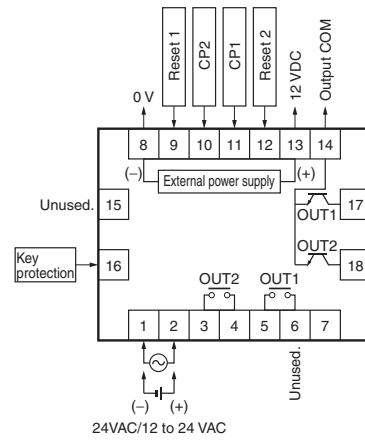 Reset 1
CP2
CP1
Reset 2
12 VDC
Output COM
0 V
8 9 10 11 12 13 14
(−) External power supply (+)
Unused. 15
17
OUT1
Key protection 16
OUT2
18
OUT2 OUT1
1 2 3 4 5 6 7
Unused.
(−) (+)
24VAC/12 to 24 VAC